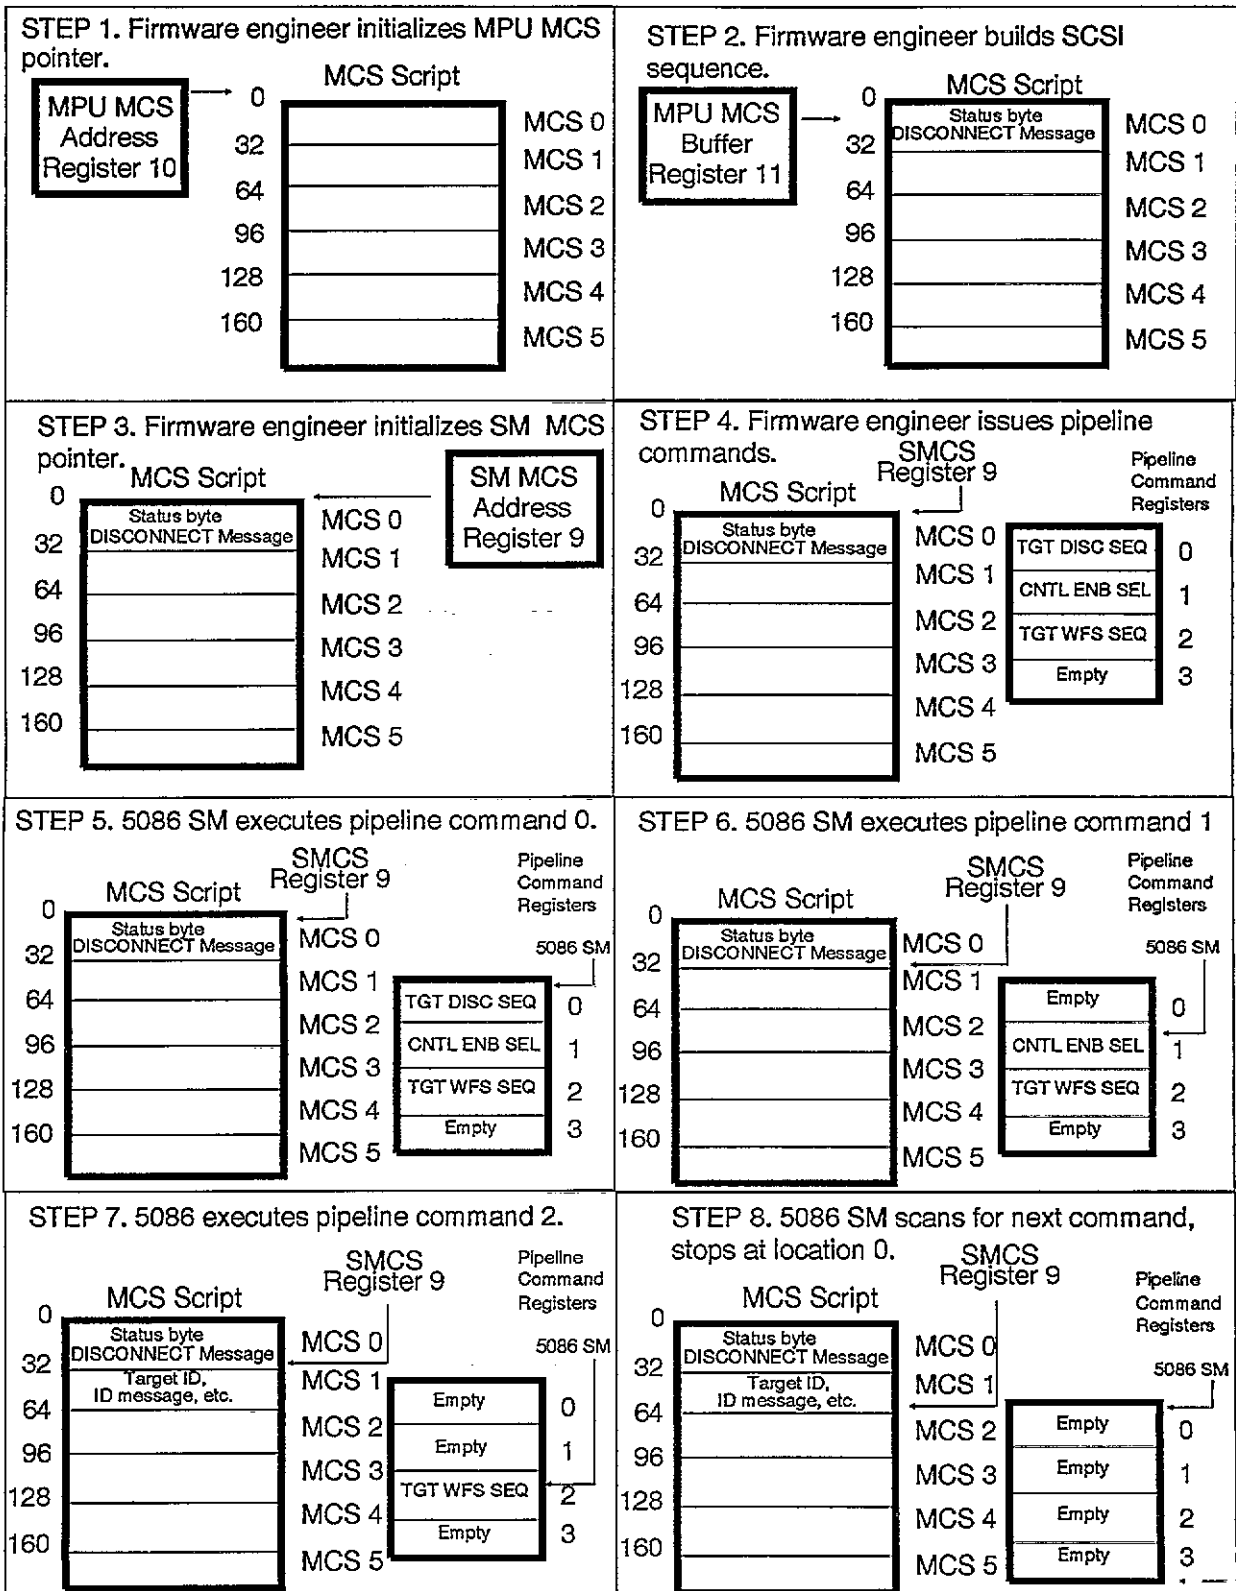 STEP 1. Firmware engineer initializes MPU MCS
pointer.
MPU MCS
Address
Register 10
MCS Script
0
32
64
96
128
160
MCS 0
MCS 1
MCS 2
MCS 3
MCS 4
MCS 5
STEP 2. Firmware engineer builds SCSI
sequence.
MPU MCS
Buffer
Register 11
MCS Script
0
32
64
96
128
160
Status byte
DISCONNECT Message
MCS 0
MCS 1
MCS 2
MCS 3
MCS 4
MCS 5
STEP 3. Firmware engineer initializes SM MCS
pointer.
MCS Script
0
32
64
96
128
160
Status byte
DISCONNECT Message
MCS 0
MCS 1
MCS 2
MCS 3
MCS 4
MCS 5
SM MCS
Address
Register 9
STEP 4. Firmware engineer issues pipeline
commands.
SMCS
Register 9
MCS Script
0
32
64
96
128
160
Status byte
DISCONNECT Message
MCS 0
MCS 1
MCS 2
MCS 3
MCS 4
MCS 5
Pipeline
Command
Registers
TGT DISC SEQ 0
CNTL ENB SEL 1
TGT WFS SEQ 2
Empty 3
STEP 5. 5086 SM executes pipeline command 0.
SMCS
Register 9
MCS Script
0
32
64
96
128
160
Status byte
DISCONNECT Message
MCS 0
MCS 1
MCS 2
MCS 3
MCS 4
MCS 5
Pipeline
Command
Registers
5086 SM
TGT DISC SEQ 0
CNTL ENB SEL 1
TGT WFS SEQ 2
Empty 3
STEP 6. 5086 SM executes pipeline command 1
SMCS
Register 9
MCS Script
0
32
64
96
128
160
Status byte
DISCONNECT Message
MCS 0
MCS 1
MCS 2
MCS 3
MCS 4
MCS 5
Pipeline
Command
Registers
5086 SM
Empty 0
CNTL ENB SEL 1
TGT WFS SEQ 2
Empty 3
STEP 7. 5086 executes pipeline command 2.
SMCS
Register 9
MCS Script
0
32
64
96
128
160
Status byte
DISCONNECT Message
Target ID,
ID message, etc.
MCS 0
MCS 1
MCS 2
MCS 3
MCS 4
MCS 5
Pipeline
Command
Registers
5086 SM
Empty 0
Empty 1
TGT WFS SEQ 2
Empty 3
STEP 8. 5086 SM scans for next command,
stops at location 0.
SMCS
Register 9
MCS Script
0
32
64
96
128
160
Status byte
DISCONNECT Message
Target ID,
ID message, etc.
MCS 0
MCS 1
MCS 2
MCS 3
MCS 4
MCS 5
Pipeline
Command
Registers
5086 SM
Empty 0
Empty 1
Empty 2
Empty 3